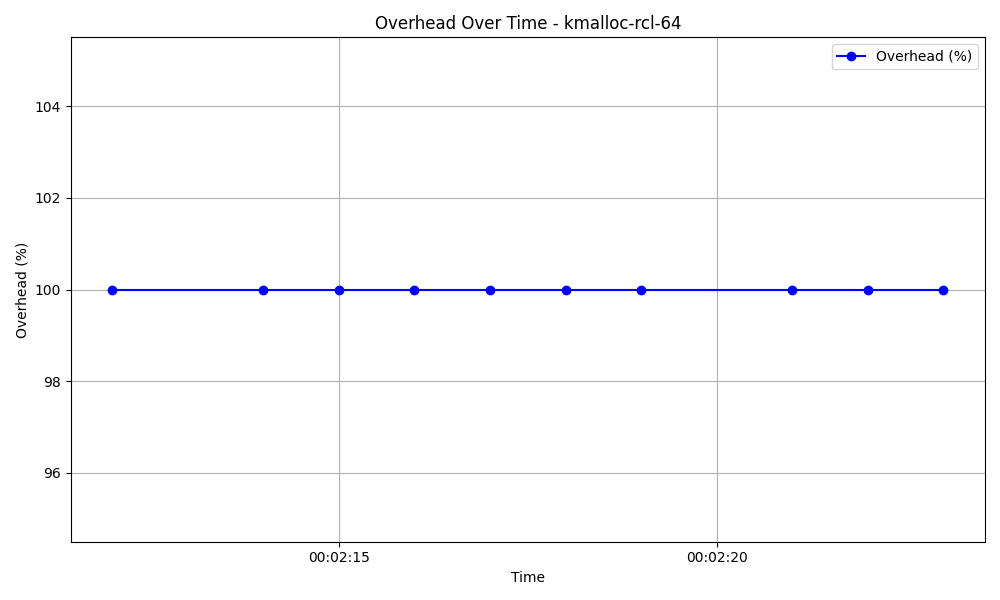 Overhead Over Time - kmalloc-rcl-64
Overhead (%)
104
102
100
98
96
Overhead (%)
00:02:15
00:02:20
Time